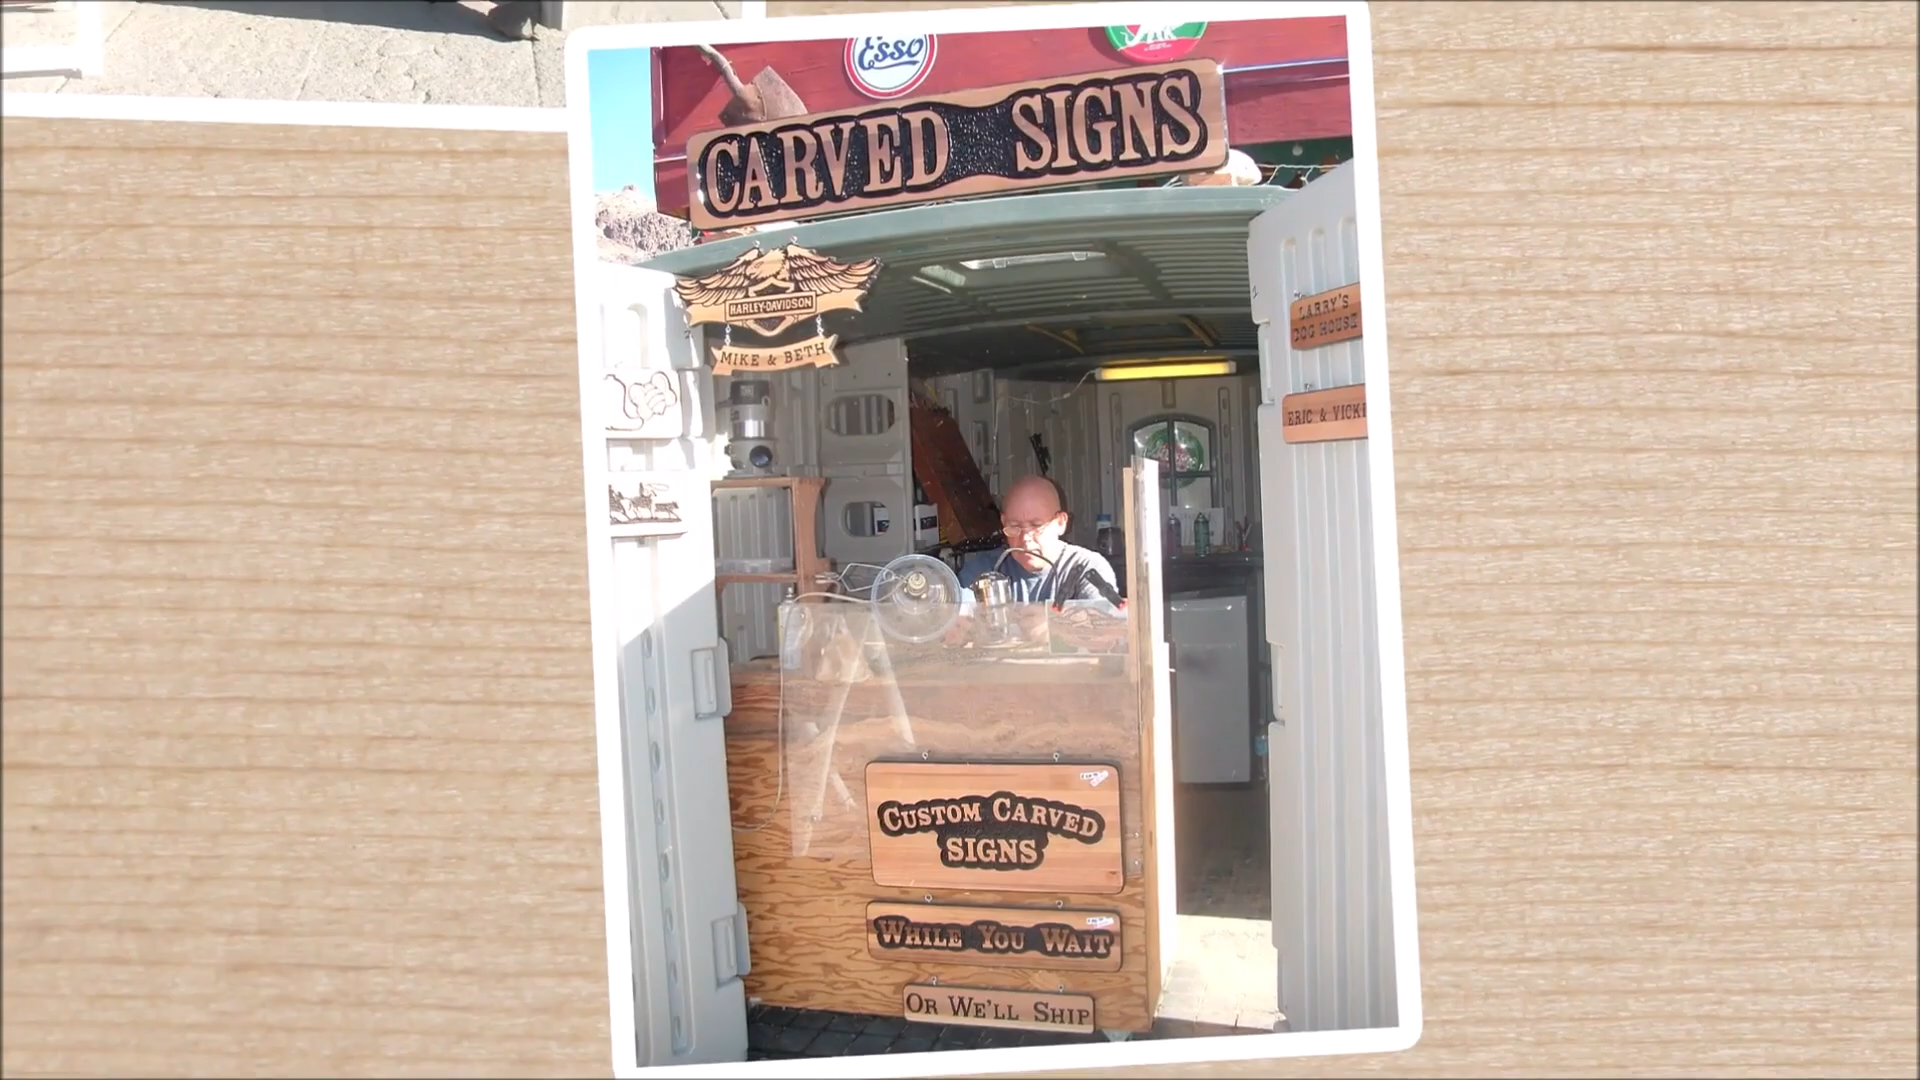 Esso
CARVED SIGNS
HARLEY-DAVIDSON
MIKE & BETH
LARRY'S
DOG HOUSE
ERIC & VICKI
CUSTOM CARVED
SIGNS
WHILE YOU WAIT
OR WE'LL SHIP